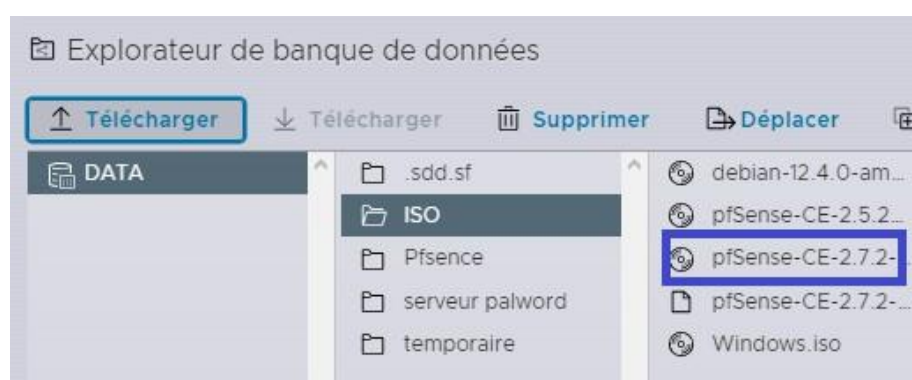 Explorateur de banque de données
Télécharger Télécharger Supprimer Déplacer
DATA
.sdd.sf
ISO
Pfsence
serveur palword
temporaire
debian-12.4.0-am...
pfSense-CE-2.5.2...
pfSense-CE-2.7.2-...
pfSense-CE-2.7.2-...
Windows.iso